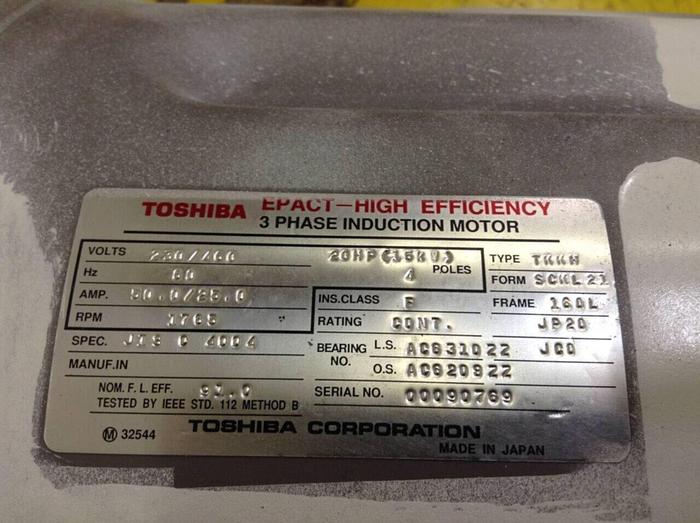 TOSHIBA EPACT-HIGH EFFICIENCY
3 PHASE INDUCTION MOTOR
VOLTS 230/460 20HP(15KW) TYPE TKKH
Hz 60 4 POLES FORM SCKL21
AMP. 50.0/25.0 INS.CLASS F FRAME 160L
RPM 1765 RATING CONT. JP20
SPEC. JIS C 4004 BEARING NO. L.S. AC6310ZZ JC0
MANUF.IN O.S. AC6209ZZ
NOM. F. L. EFF. 91.0 SERIAL NO. 00090769
TESTED BY IEEE STD. 112 METHOD B
M 32544 TOSHIBA CORPORATION
MADE IN JAPAN